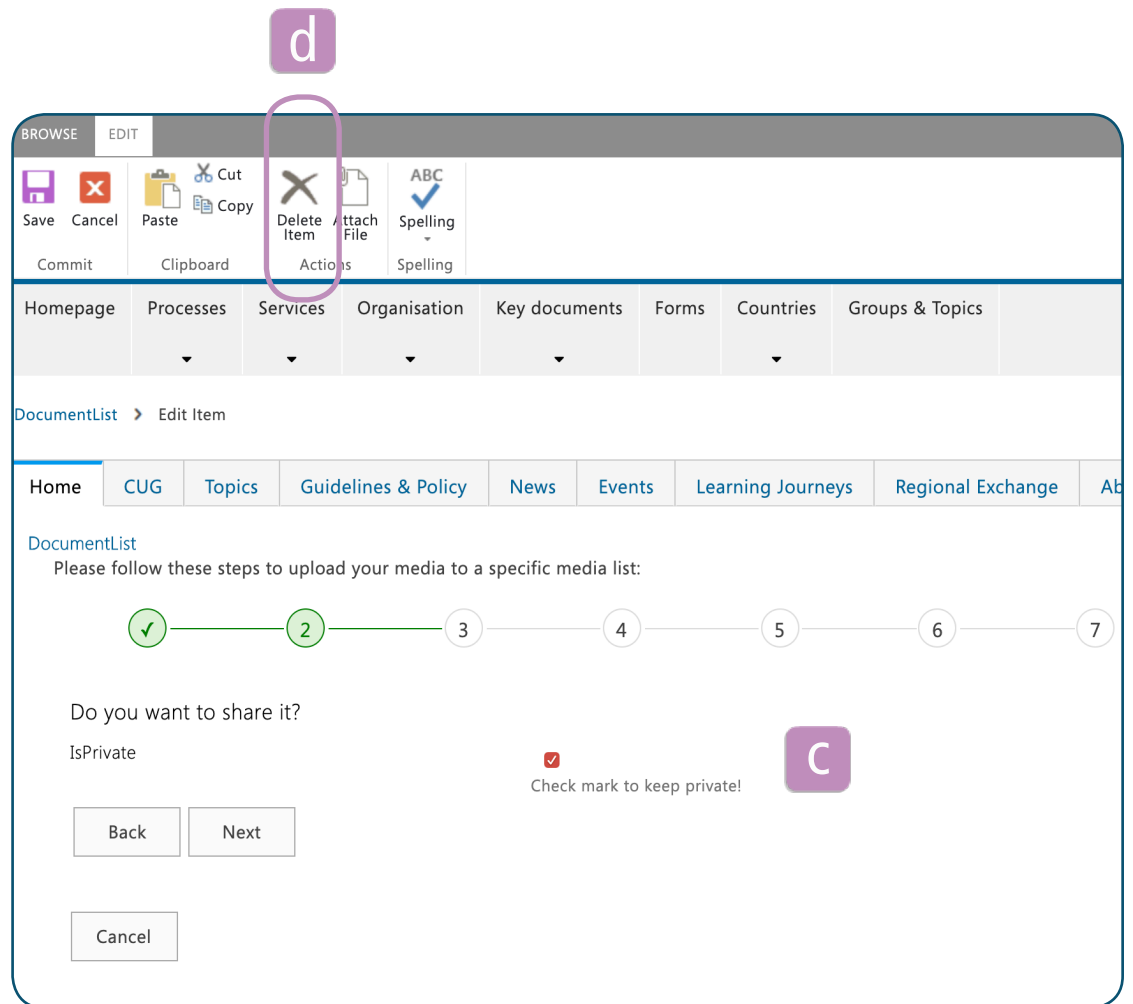 d
BROWSE EDIT
Cut
ABC
Copy
Save Cancel Paste Delete Item Attach File Spelling
Commit Clipboard Actions Spelling
Homepage Processes Services Organisation Key documents Forms Countries Groups & Topics
DocumentList > Edit Item
Home CUG Topics Guidelines & Policy News Events Learning Journeys Regional Exchange Ab
DocumentList
Please follow these steps to upload your media to a specific media list:
✓ 2 3 4 5 6 7
Do you want to share it?
IsPrivate
C
Check mark to keep private!
Back Next
Cancel